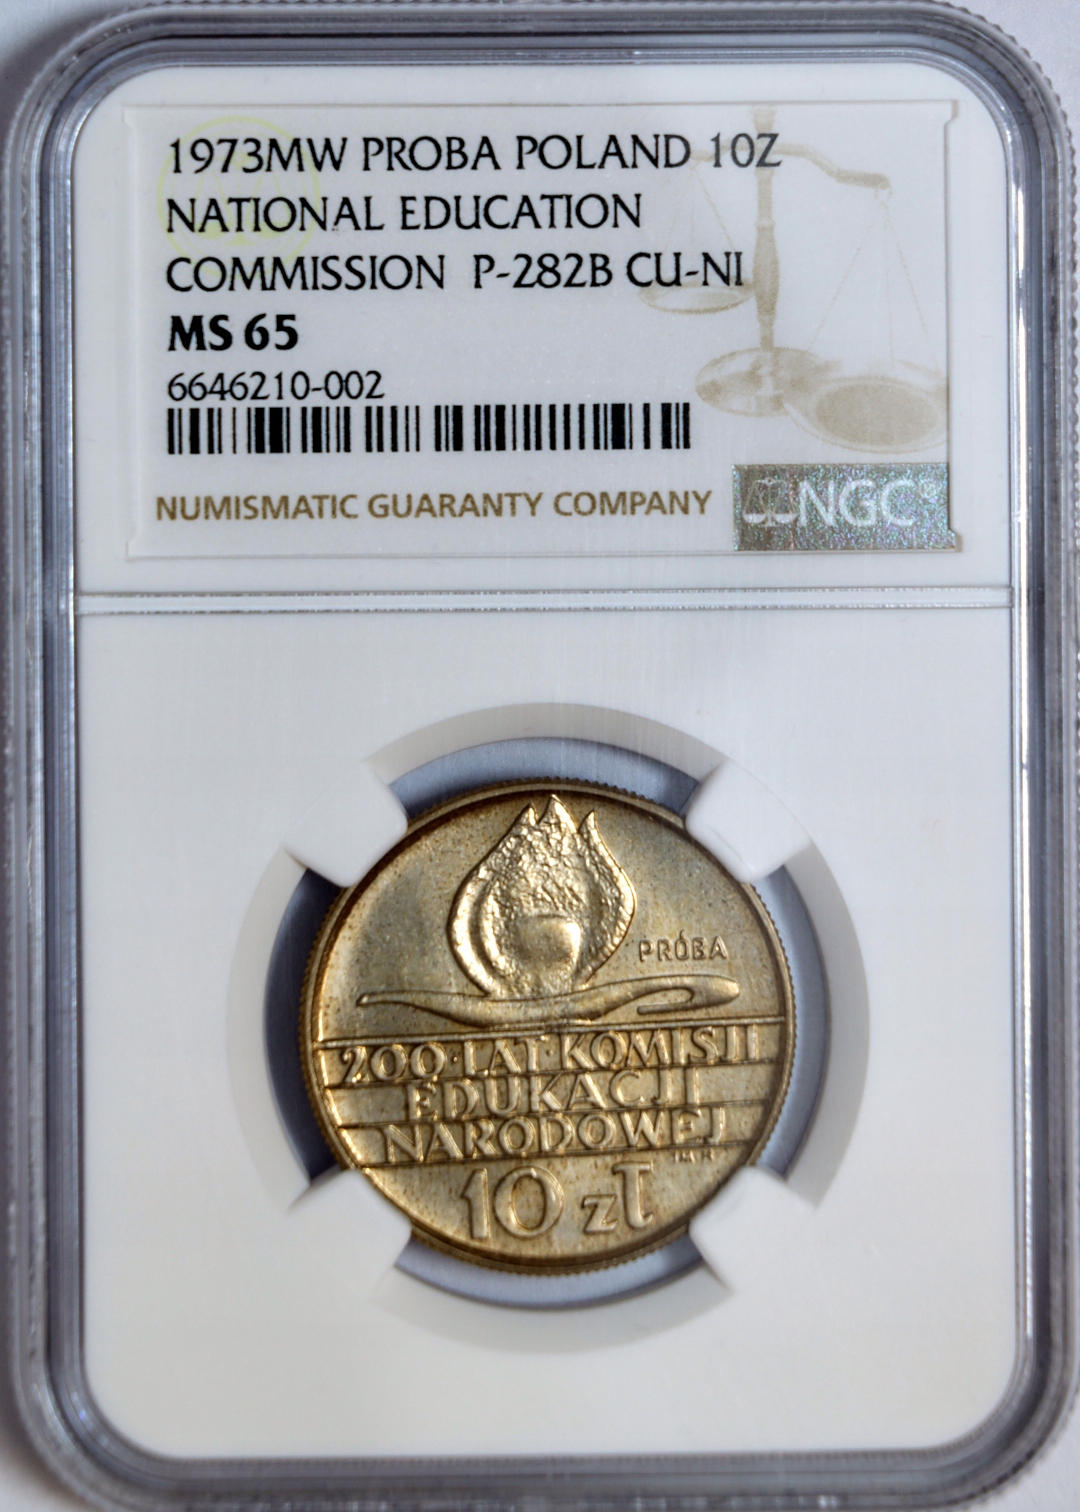 1973MW PROBA POLAND 10Z
NATIONAL EDUCATION
COMMISSION P-282B CU-NI
MS 65
6646210-002
NUMISMATIC GUARANTY COMPANY
NGC
PRÓBA
200·LAT·KOMISJI
EDUKACJI
NARODOWEJ
10 zł